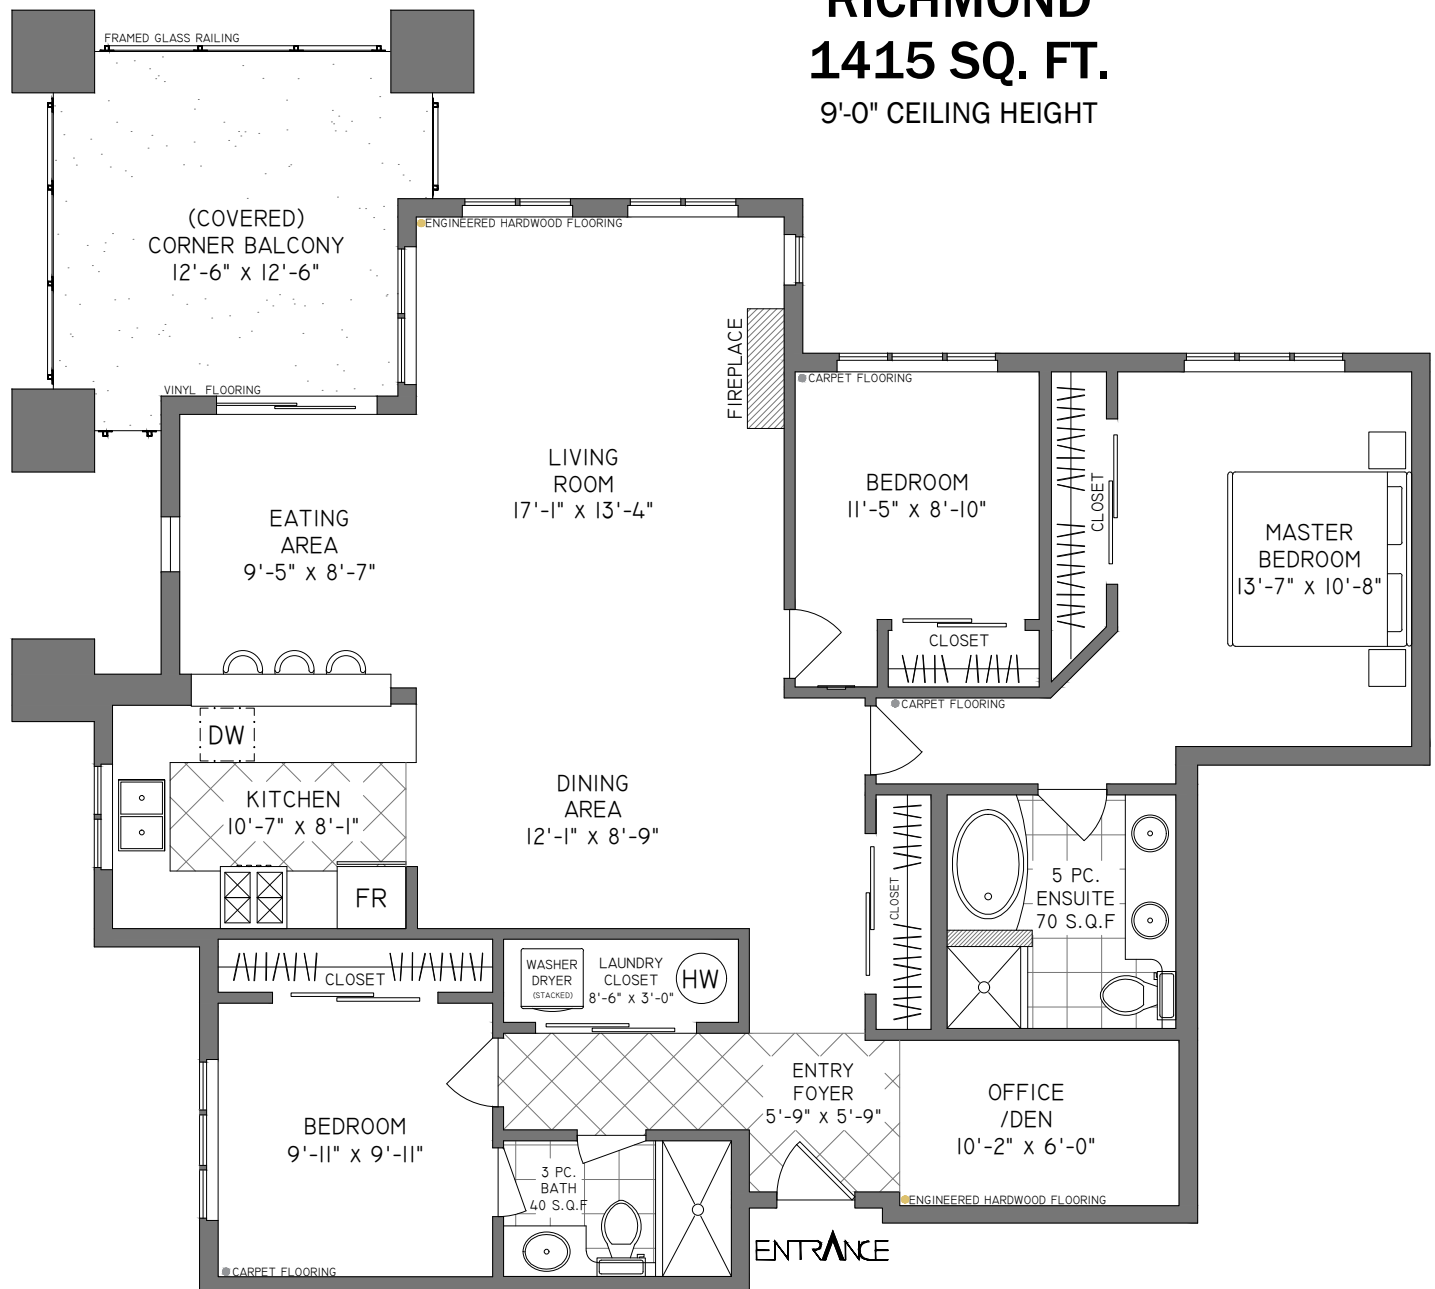 RICHMOND
1415 SQ. FT.
9'-0" CEILING HEIGHT
FRAMED GLASS RAILING
(COVERED)
CORNER BALCONY
12'-6" X 12'-6"
ENGINEERED HARDWOOD FLOORING
VINYL FLOORING
FIREPLACE
CARPET FLOORING
LIVING
ROOM
17'-1" X 13'-4"
BEDROOM
11'-5" X 8'-10"
CLOSET
EATING
AREA
9'-5" X 8'-7"
MASTER
BEDROOM
13'-7" X 10'-8"
CLOSET
CARPET FLOORING
DW
KITCHEN
10'-7" X 8'-1"
DINING
AREA
12'-1" X 8'-9"
FR
CLOSET
5 PC.
ENSUITE
70 S.Q.F
CLOSET
WASHER
DRYER
(STACKED)
LAUNDRY
CLOSET
8'-6" X 3'-0"
HW
ENTRY
FOYER
5'-9" X 5'-9"
OFFICE
/DEN
10'-2" X 6'-0"
BEDROOM
9'-11" X 9'-11"
3 PC.
BATH
40 S.Q.F
ENGINEERED HARDWOOD FLOORING
ENTRANCE
CARPET FLOORING